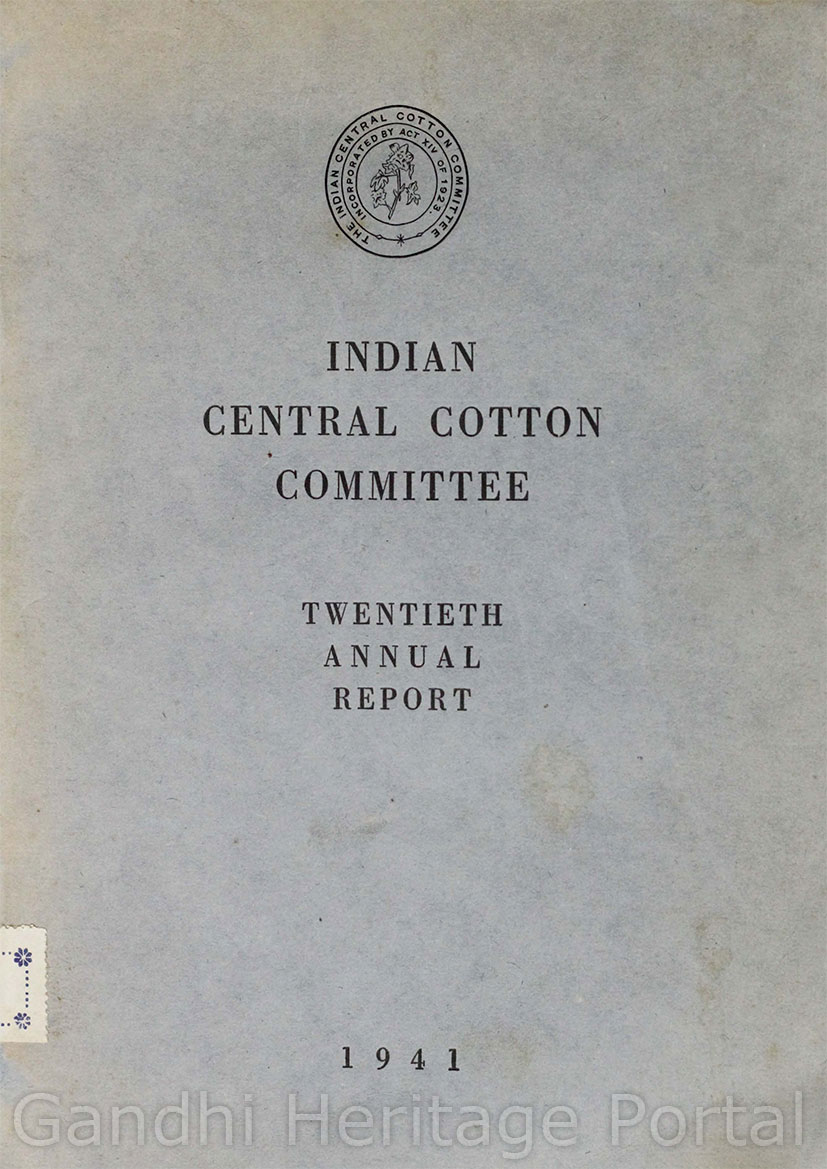 THE INDIAN CENTRAL COTTON COMMITTEE
INCORPORATED BY ACT XIV OF 1923.
INDIAN
CENTRAL COTTON
COMMITTEE
TWENTIETH
ANNUAL
REPORT
1941
Gandhi Heritage Portal